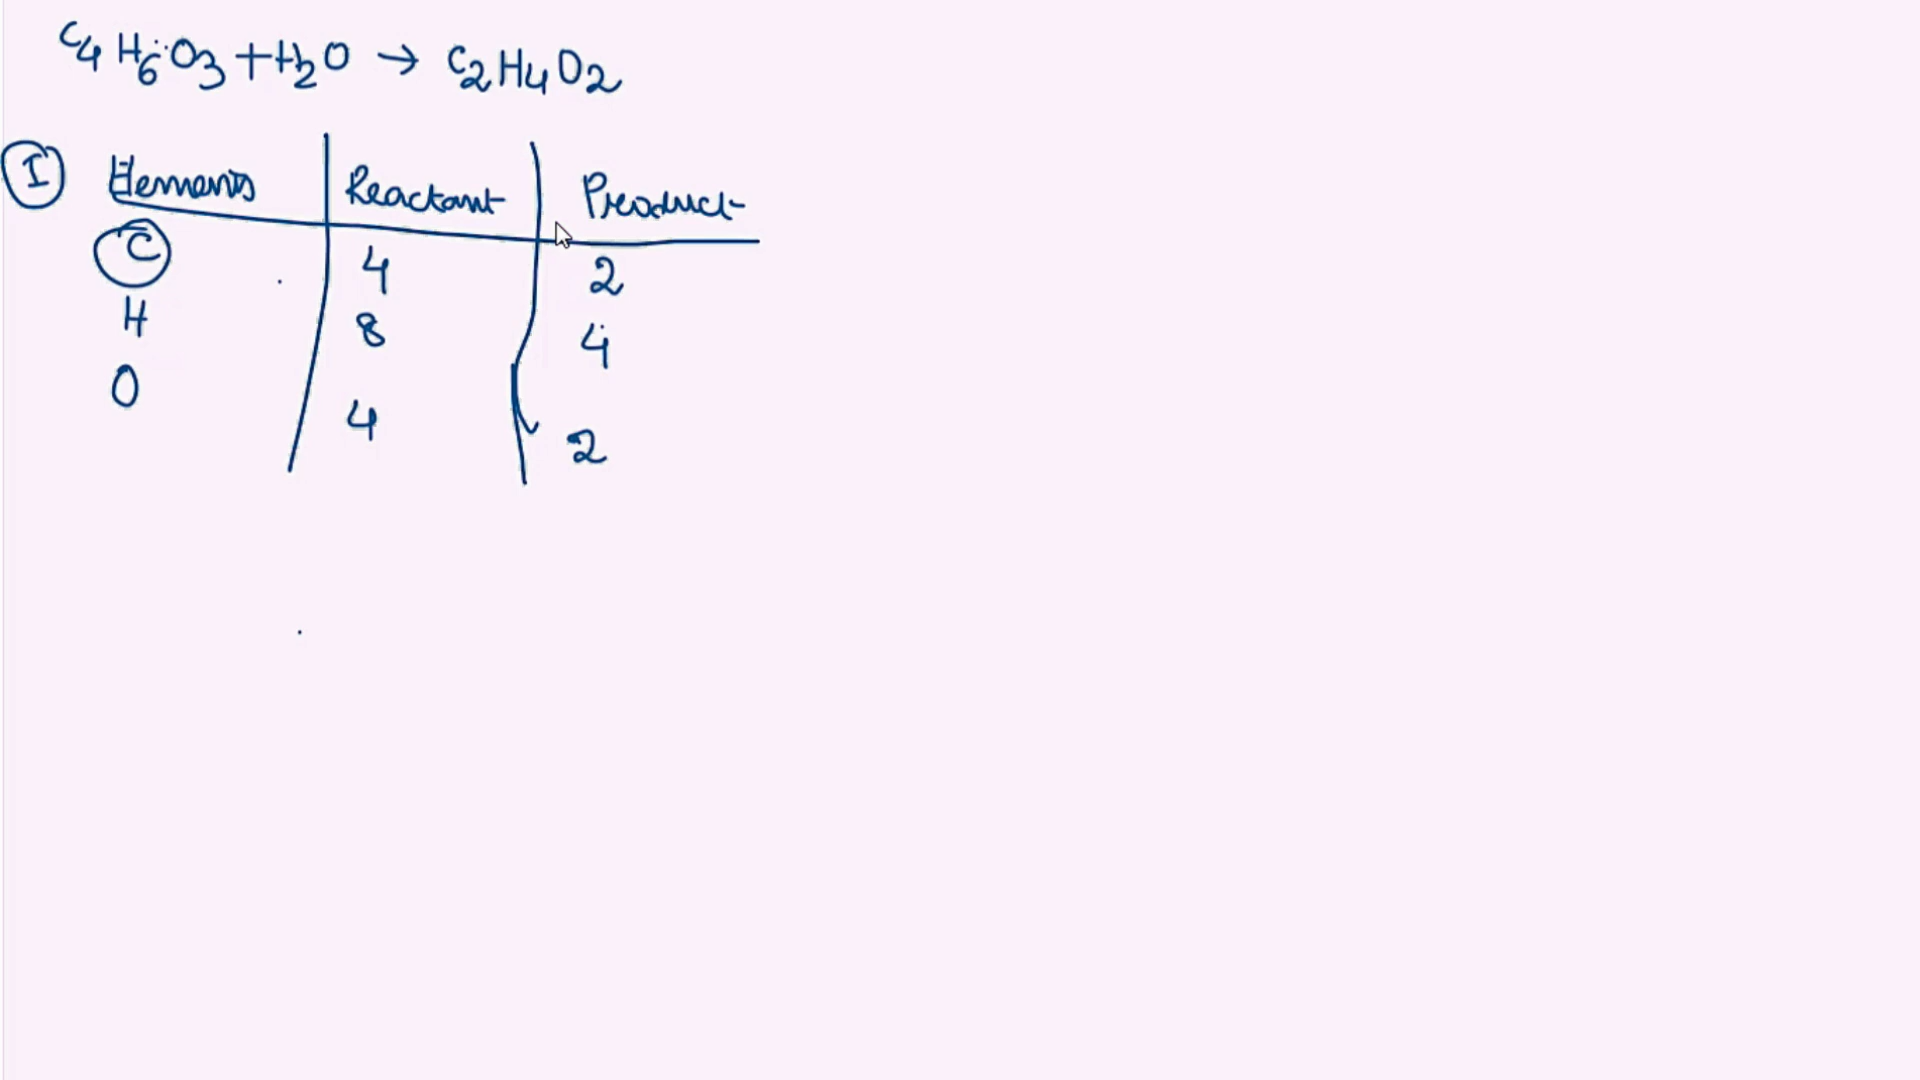 C4H6O3 + H2O → C2H4O2
I Elements Reactant Product
C 4 2
H 8 4
O 4 2